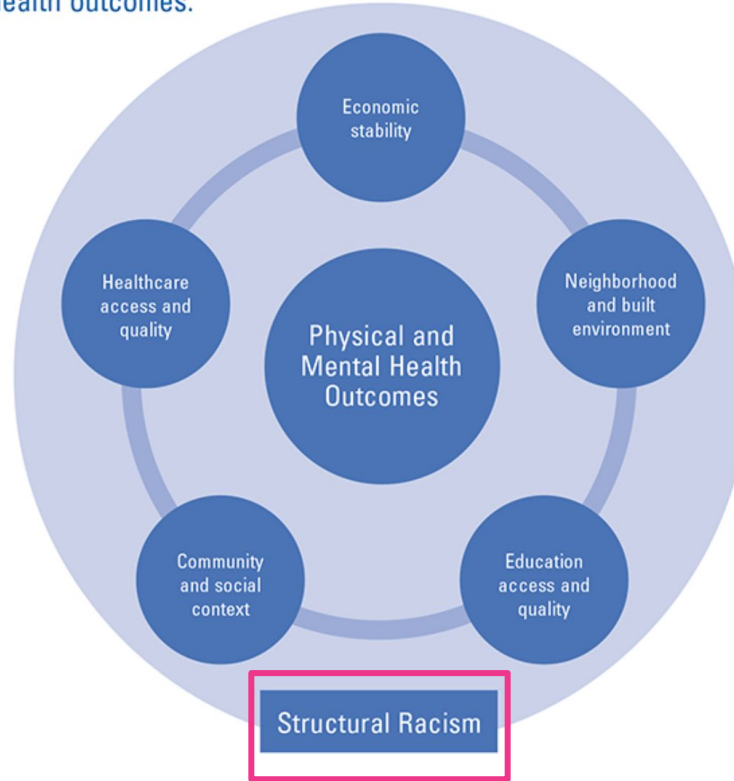 health outcomes.
Economic
stability
Healthcare
access and
quality
Neighborhood
and built
environment
Physical and
Mental Health
Outcomes
Community
and social
context
Education
access and
quality
Structural Racism